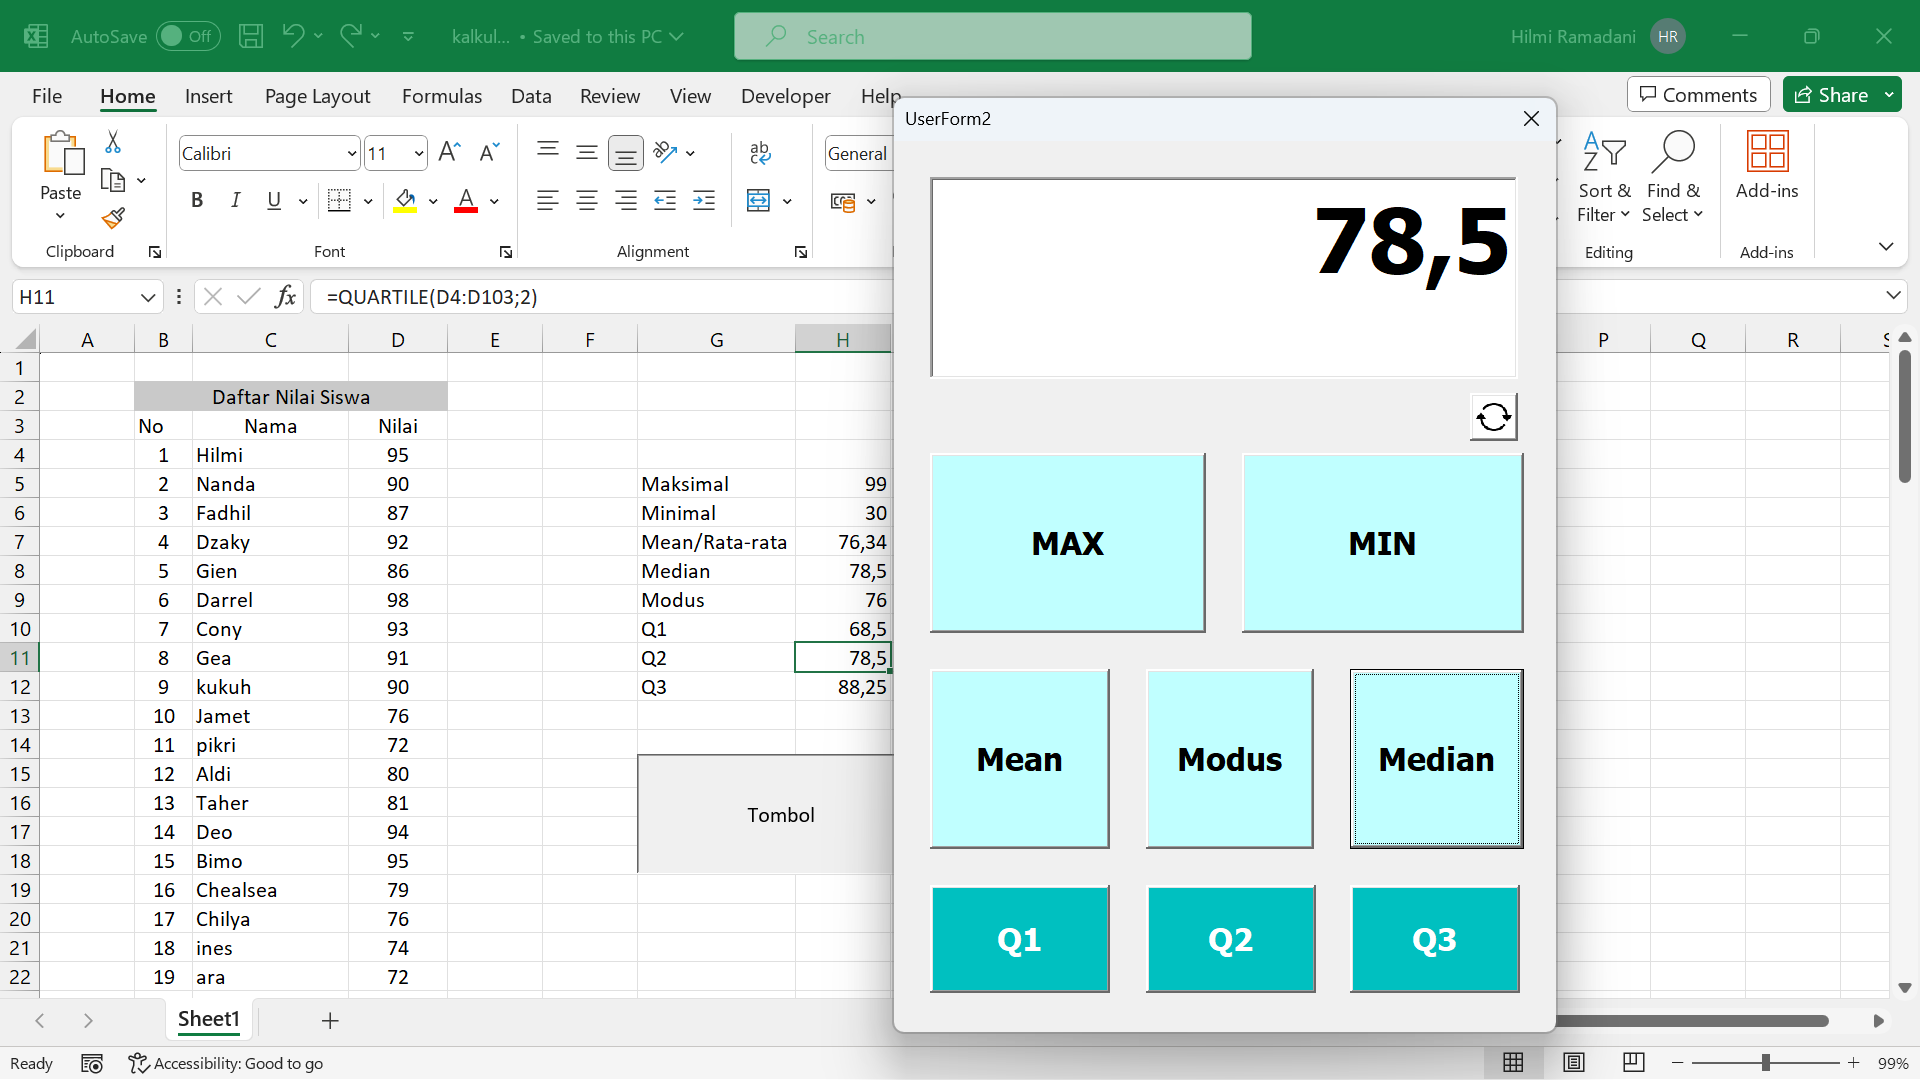 AutoSave Off kalkul... • Saved to this PC Search Hilmi Ramadani HR
File Home Insert Page Layout Formulas Data Review View Developer Help Comments Share
Paste
Clipboard
Calibri 11
B I U A
Font
ab
Alignment
General
Sort & Filter
Find & Select
Editing
Add-ins
Add-ins
H11 fx =QUARTILE(D4:D103;2)
A B C D E F G H P Q R
1
2 Daftar Nilai Siswa
3 No Nama Nilai
4 1 Hilmi 95
5 2 Nanda 90 Maksimal 99
6 3 Fadhil 87 Minimal 30
7 4 Dzaky 92 Mean/Rata-rata 76,34
8 5 Gien 86 Median 78,5
9 6 Darrel 98 Modus 76
10 7 Cony 93 Q1 68,5
11 8 Gea 91 Q2 78,5
12 9 kukuh 90 Q3 88,25
13 10 Jamet 76
14 11 pikri 72
15 12 Aldi 80
16 13 Taher 81
17 14 Deo 94
18 15 Bimo 95
19 16 Chealsea 79
20 17 Chilya 76
21 18 ines 74
22 19 ara 72
Tombol
UserForm2
78,5
MAX MIN
Mean Modus Median
Q1 Q2 Q3
Sheet1
Ready Accessibility: Good to go 99%